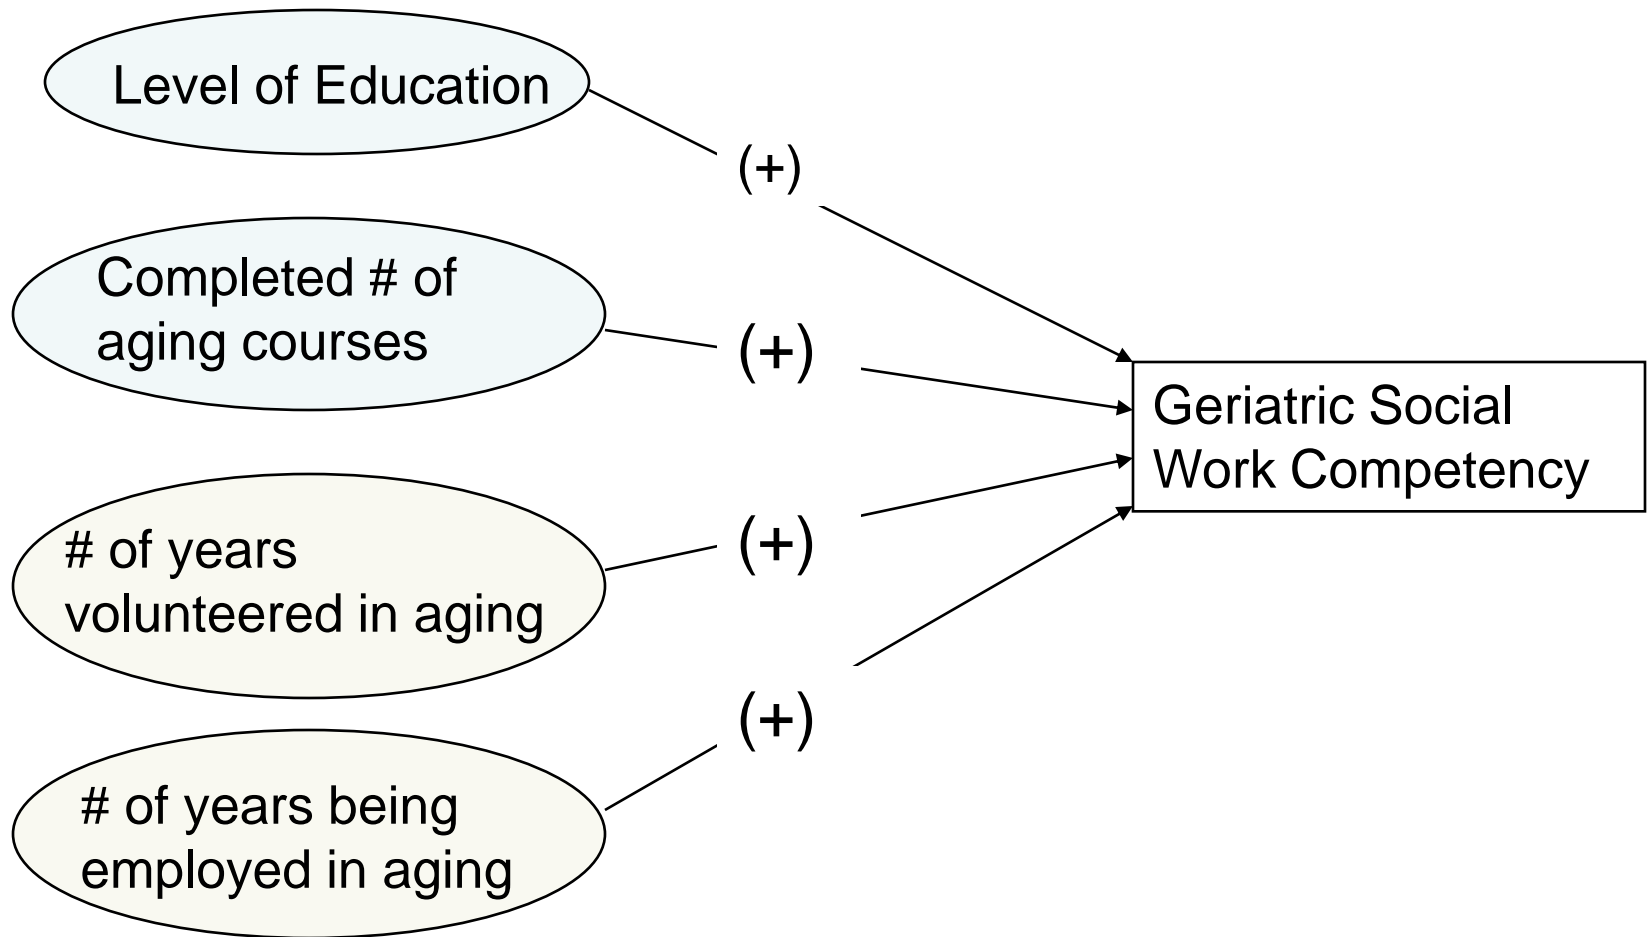 Level of Education
(+)
Completed # of
aging courses
(+)
Geriatric Social
Work Competency
# of years
volunteered in aging
(+)
(+)
# of years being
employed in aging